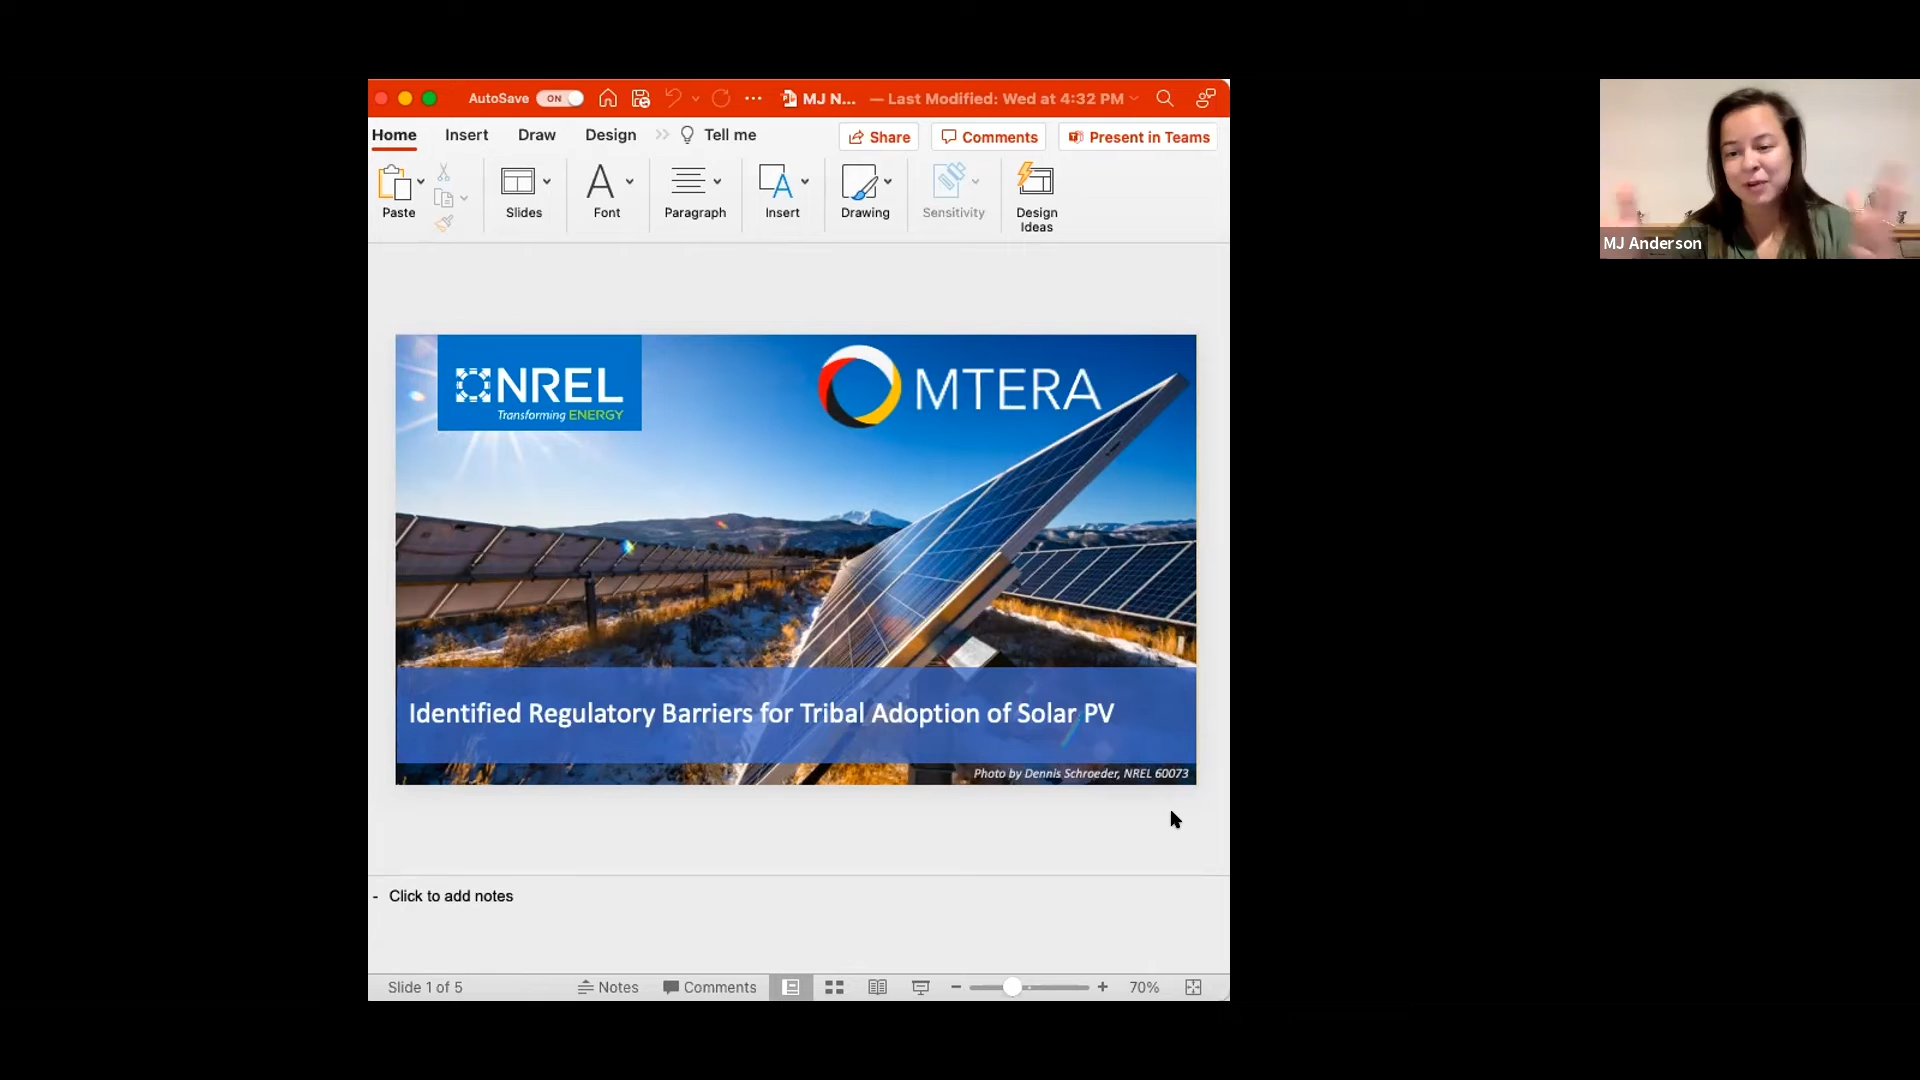 AutoSave ON MJ N... — Last Modified: Wed at 4:32 PM
Home Insert Draw Design Tell me Share Comments Present in Teams
Paste Slides Font Paragraph Insert Drawing Sensitivity Design
Ideas
MJ Anderson
NREL
Transforming ENERGY
MTERA
Identified Regulatory Barriers for Tribal Adoption of Solar PV
Photo by Dennis Schroeder, NREL 60073
- Click to add notes
Slide 1 of 5 Notes Comments 70%